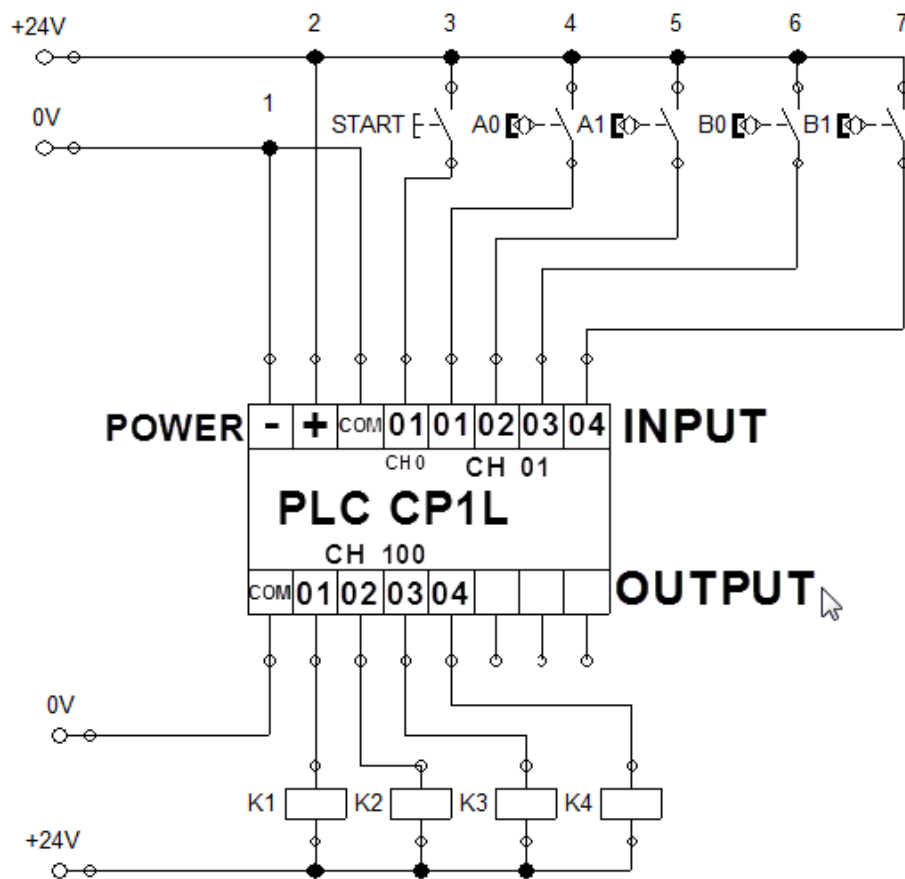 +24V 2 3 4 5 6 7
0V 1
START A0 A1 B0 B1
POWER - + COM 01 01 02 03 04 INPUT
CH 0 CH 01
PLC CP1L
CH 100
COM 01 02 03 04 OUTPUT
0V
K1 K2 K3 K4
+24V